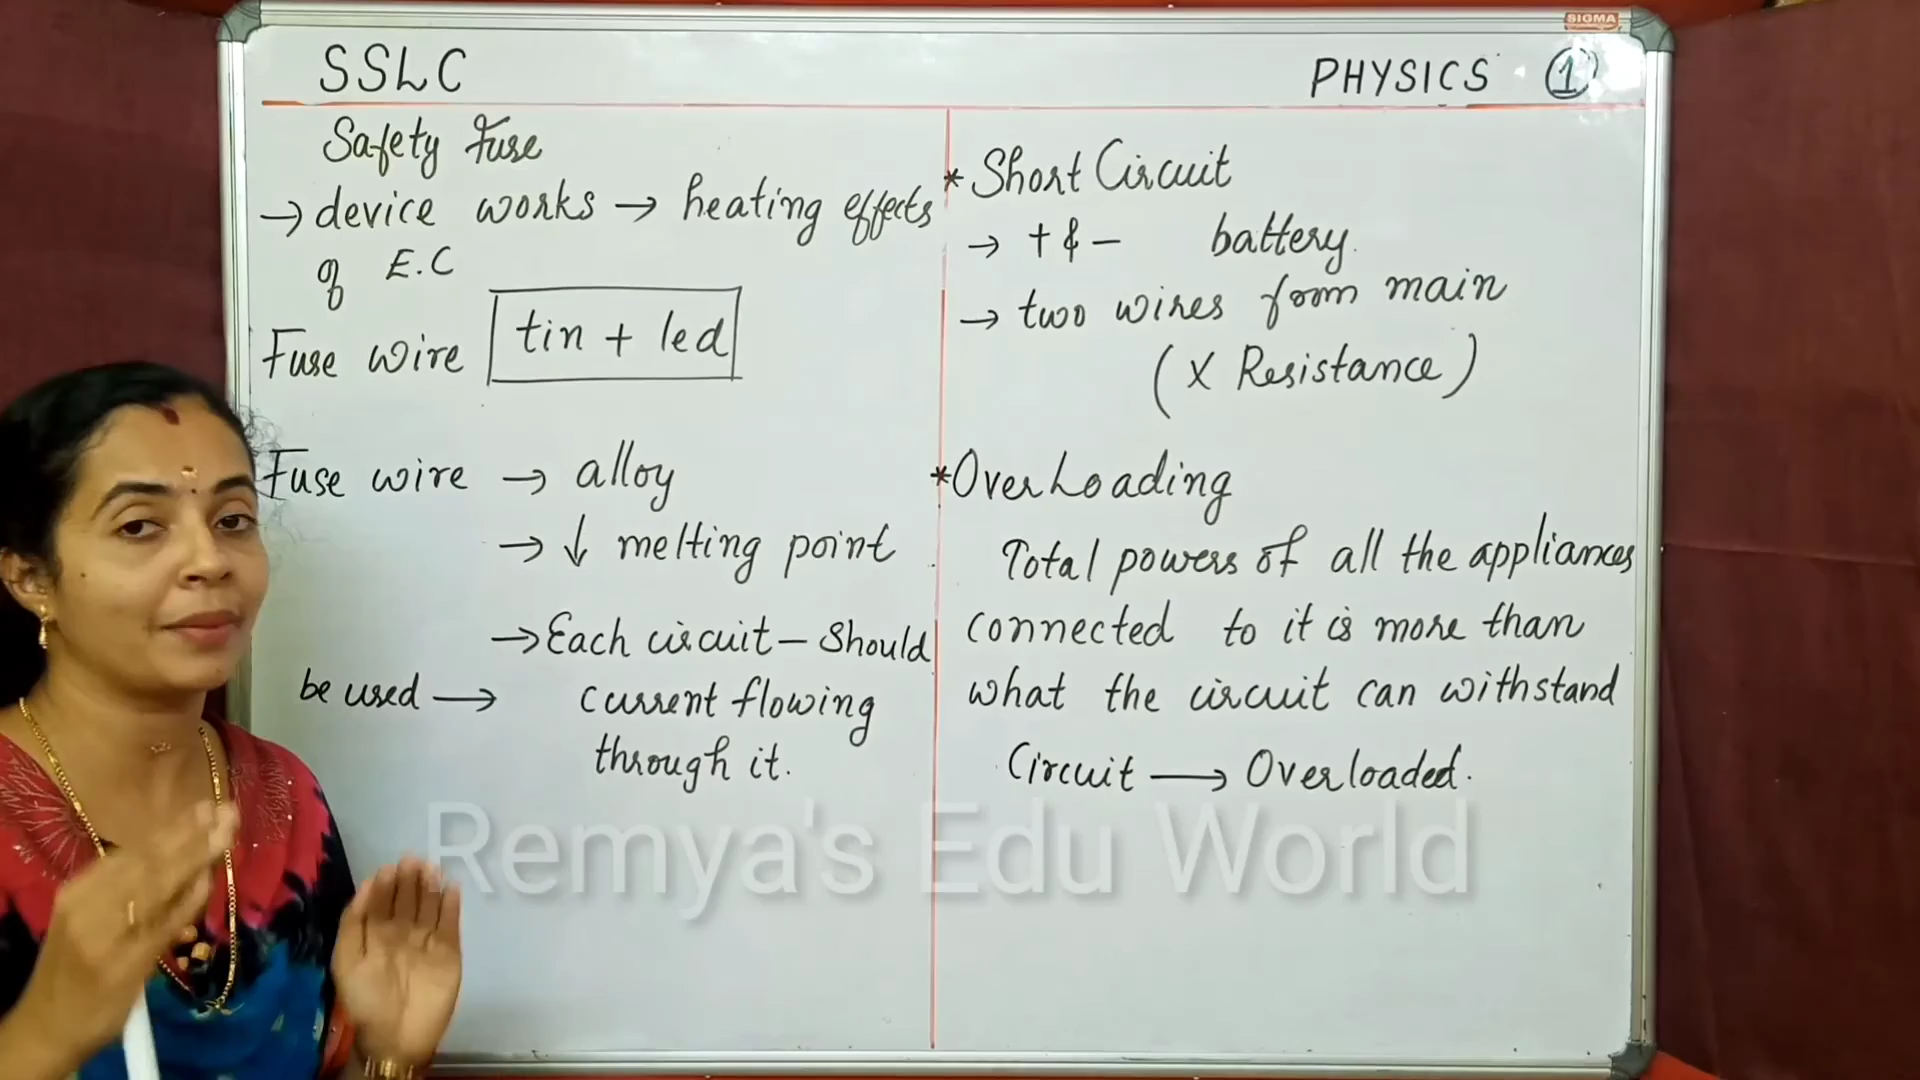 SIGMA
SSLC
PHYSICS 1
Safety Fuse
→ device works → heating effects
of E.C
Fuse wire tin + led
Fuse wire → alloy
→ ↓ melting point
→ Each circuit – Should
be used → current flowing
through it.
* Short Circuit
→ + & – battery.
→ two wires from main
(X Resistance)
* Over Loading
Total powers of all the appliances
connected to it is more than
what the circuit can withstand
Circuit → Overloaded.
Remya's Edu World